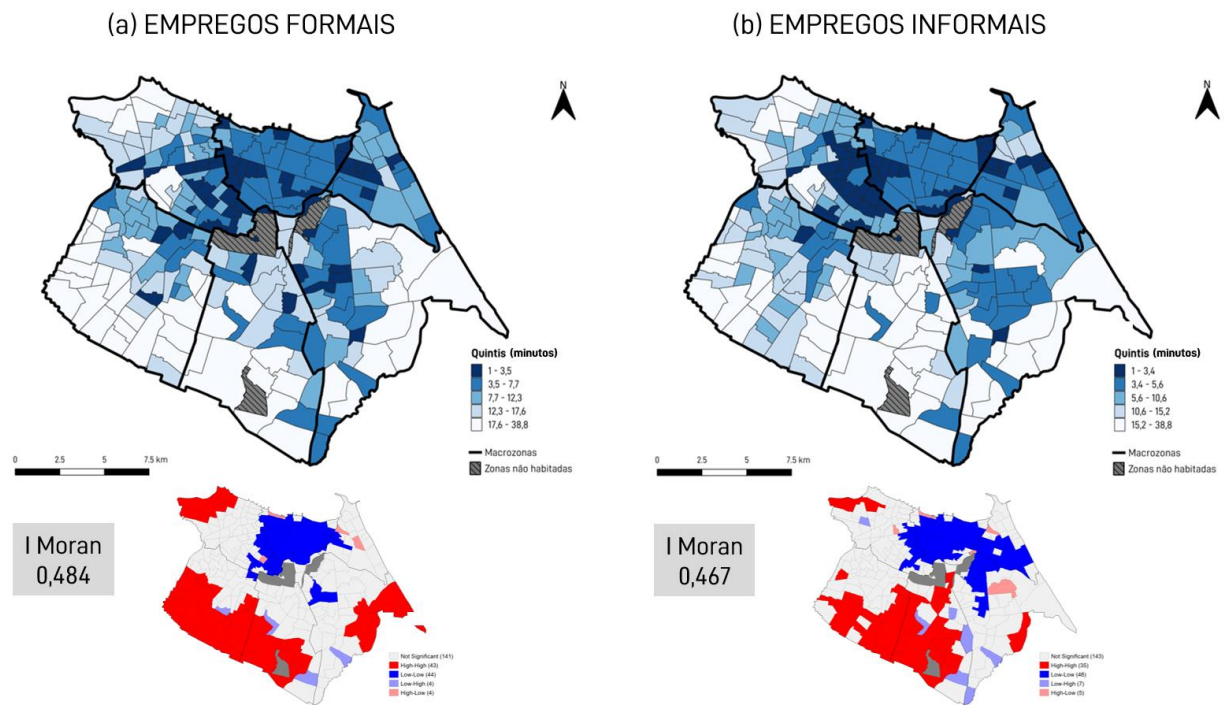 (a) EMPREGOS FORMAIS
N
Quintis (minutos)
1 - 3,5
3,5 - 7,7
7,7 - 12,3
12,3 - 17,6
17,6 - 38,8
Macrozonas
Zonas não habitadas
0 2.5 5 7.5 km
I Moran
0,484
Not Significant (141)
High-High (43)
Low-Low (44)
Low-High (4)
High-Low (4)
(b) EMPREGOS INFORMAIS
N
Quintis (minutos)
1 - 3,4
3,4 - 5,6
5,6 - 10,6
10,6 - 15,2
15,2 - 38,8
Macrozonas
Zonas não habitadas
0 2.5 5 7.5 km
I Moran
0,467
Not Significant (143)
High-High (35)
Low-Low (48)
Low-High (7)
High-Low (5)